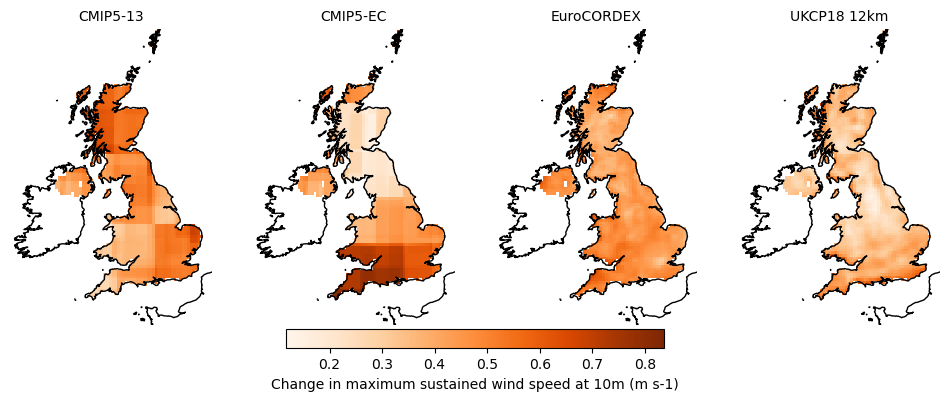 CMIP5-13 CMIP5-EC EuroCORDEX UKCP18 12km
0.2 0.3 0.4 0.5 0.6 0.7 0.8
Change in maximum sustained wind speed at 10m (m s-1)